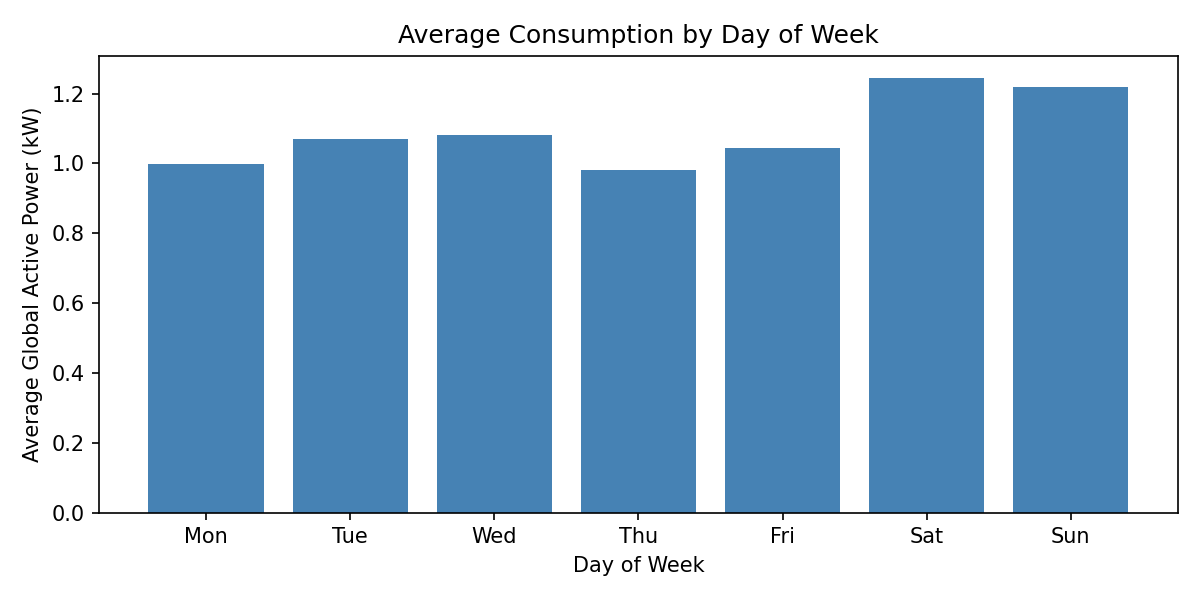 Average Consumption by Day of Week
Average Global Active Power (kW)
1.2
1.0
0.8
0.6
0.4
0.2
0.0
Mon Tue Wed Thu Fri Sat Sun
Day of Week